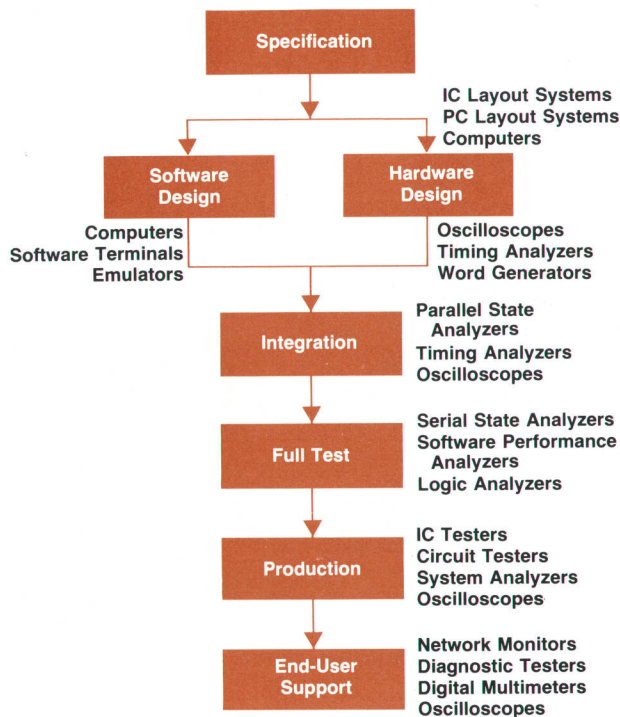 Specification
IC Layout Systems
PC Layout Systems
Computers
Software
Design
Hardware
Design
Computers
Software Terminals
Emulators
Oscilloscopes
Timing Analyzers
Word Generators
Integration
Parallel State
Analyzers
Timing Analyzers
Oscilloscopes
Full Test
Serial State Analyzers
Software Performance
Analyzers
Logic Analyzers
Production
IC Testers
Circuit Testers
System Analyzers
Oscilloscopes
End-User
Support
Network Monitors
Diagnostic Testers
Digital Multimeters
Oscilloscopes